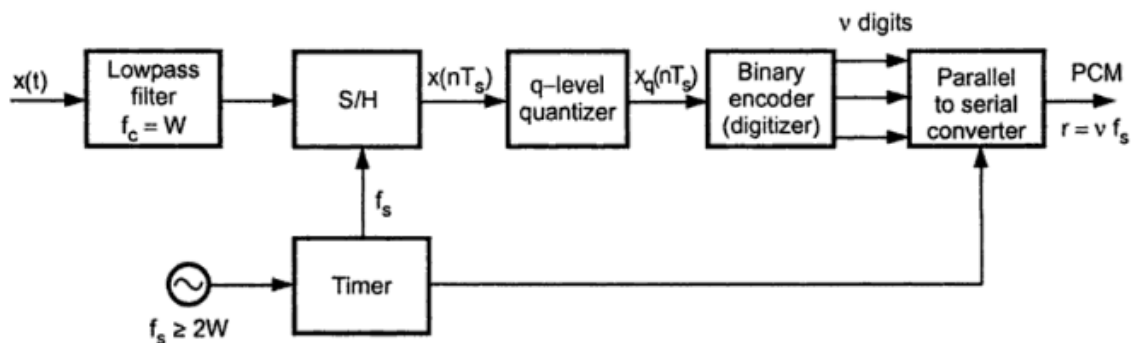 x(t)
Lowpass
filter
f_c = W
S/H
x(nT_s)
q–level
quantizer
x_q(nT_s)
Binary
encoder
(digitizer)
ν digits
Parallel
to serial
converter
PCM
r = ν f_s
f_s
Timer
f_s ≥ 2W